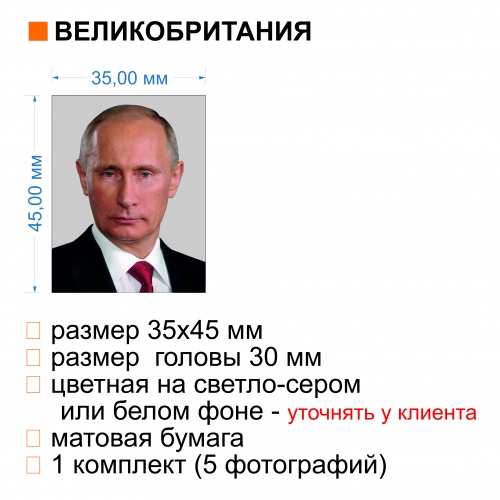 ВЕЛИКОБРИТАНИЯ
35,00 мм
45,00 мм
размер 35х45 мм
размер головы 30 мм
цветная на светло-сером
или белом фоне - уточнять у клиента
матовая бумага
1 комплект (5 фотографий)